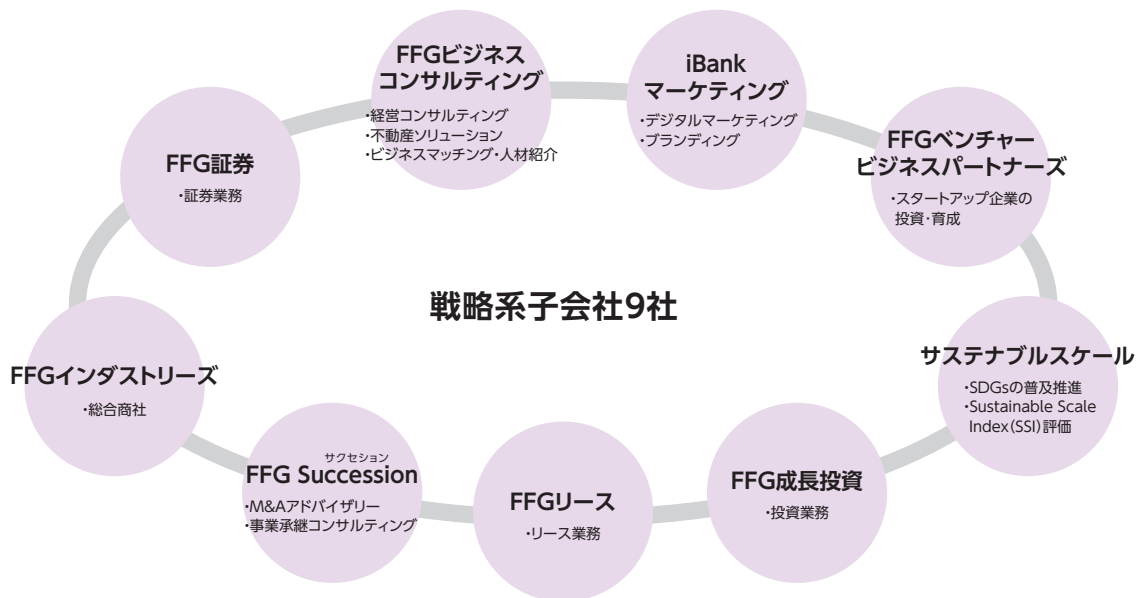 FFGビジネス
コンサルティング
・経営コンサルティング
・不動産ソリューション
・ビジネスマッチング・人材紹介
iBank
マーケティング
・デジタルマーケティング
・ブランディング
FFGベンチャー
ビジネスパートナーズ
・スタートアップ企業の
投資・育成
FFG証券
・証券業務
戦略系子会社9社
サステナブルスケール
・SDGsの普及推進
・Sustainable Scale
Index(SSI)評価
FFGインダストリーズ
・総合商社
サクセション
FFG Succession
・M&Aアドバイザリー
・事業承継コンサルティング
FFGリース
・リース業務
FFG成長投資
・投資業務